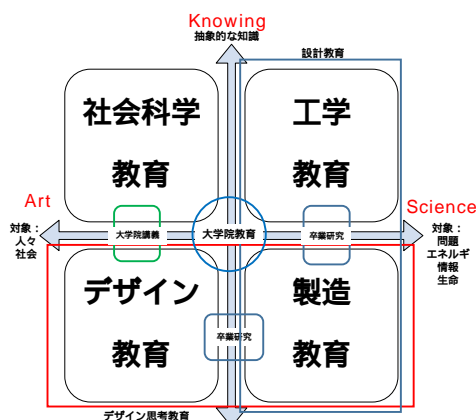 Knowing
抽象的な知識
設計教育
社会科学
教育
工学
教育
Art
Science
対象：
人々
社会
大学院講義
大学院教育
卒業研究
対象：
問題
エネルギ
情報
生命
デザイン
教育
製造
教育
卒業研究
デザイン思考教育